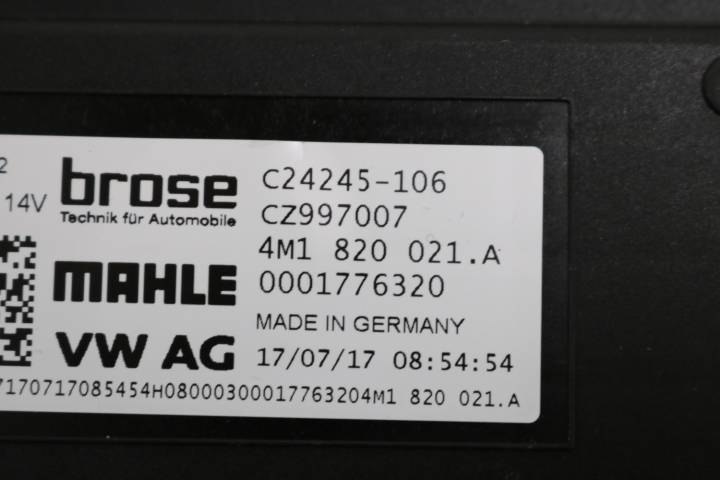 2
14V
brose
Technik für Automobile
MAHLE
VW AG
C24245-106
CZ997007
4M1 820 021.A
0001776320
MADE IN GERMANY
17/07/17 08:54:54
7170717085454H08000300017763204M1 820 021.A